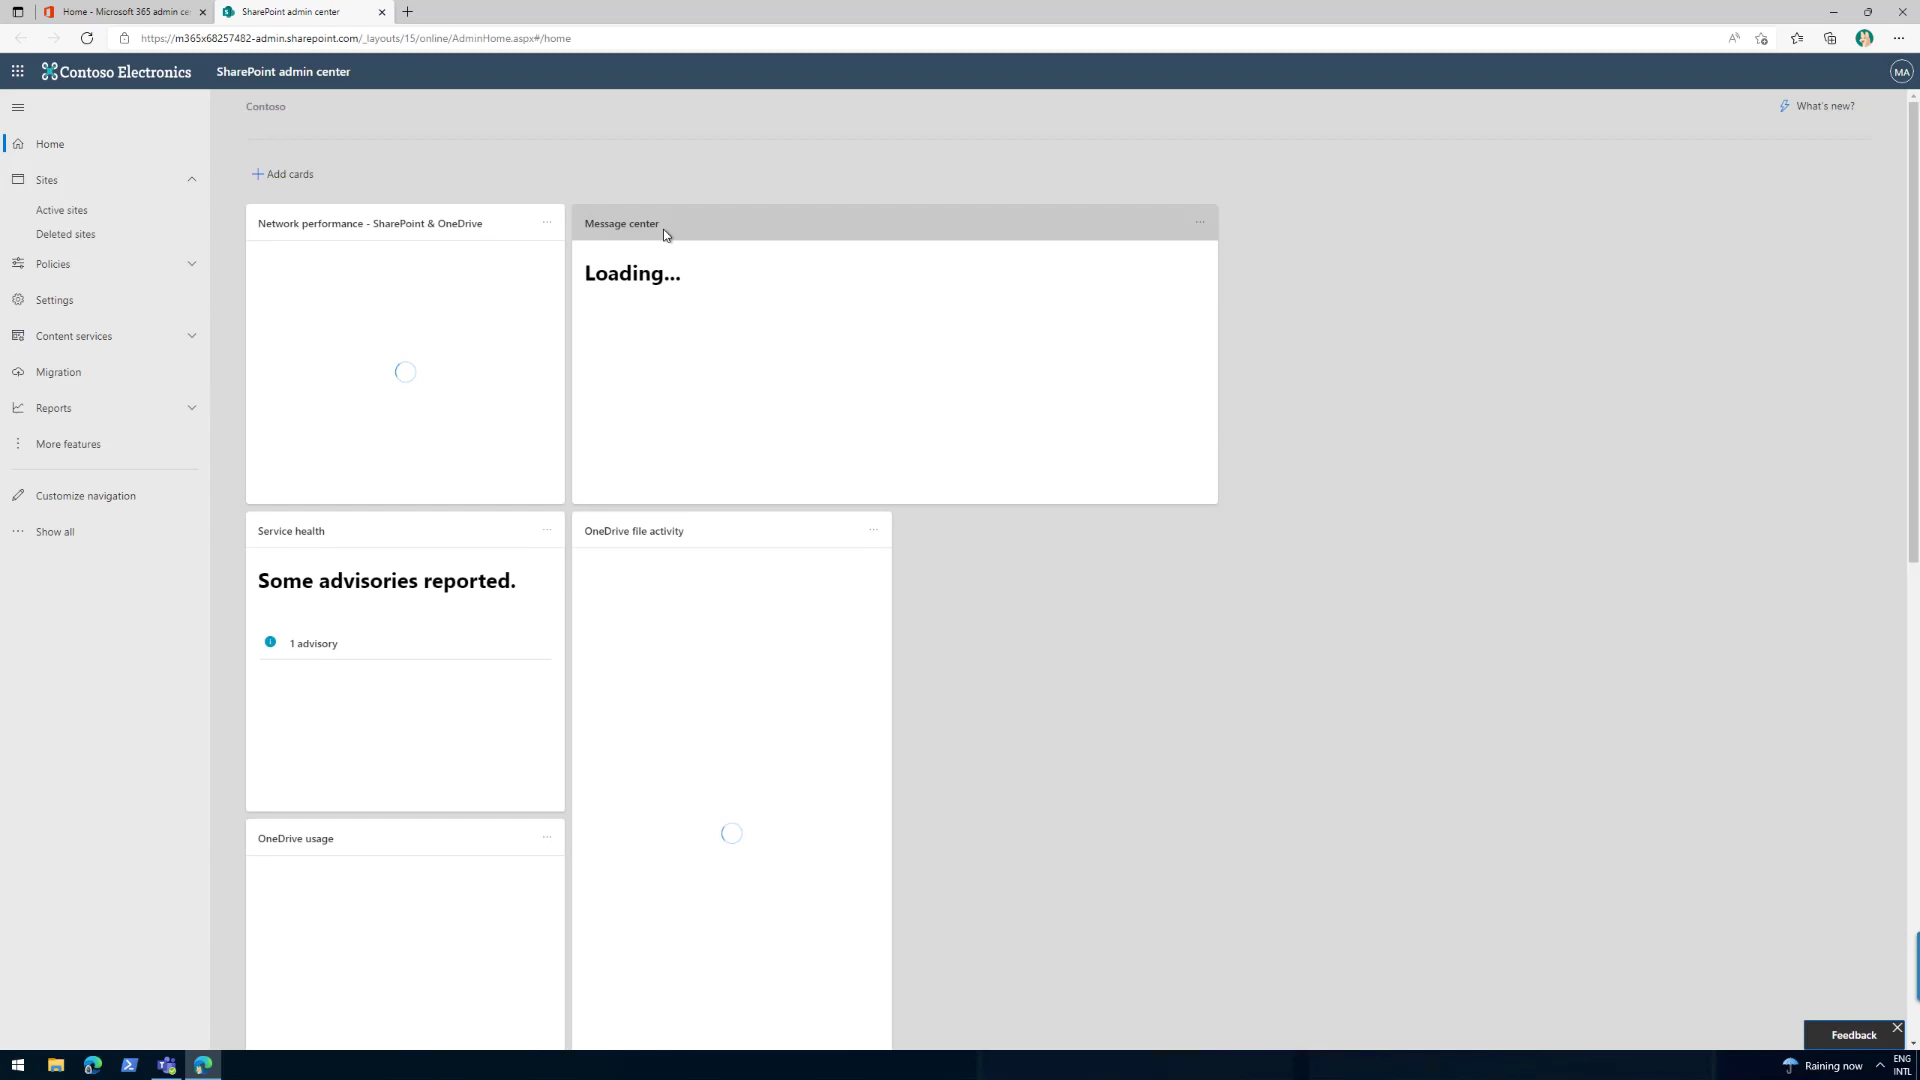 Home - Microsoft 365 admin ce
SharePoint admin center
https://m365x68257482-admin.sharepoint.com/_layouts/15/online/AdminHome.aspx#/home
Contoso Electronics
SharePoint admin center
MA
Contoso
What's new?
Home
Add cards
Sites
Active sites
Deleted sites
Policies
Settings
Content services
Migration
Reports
More features
Customize navigation
Show all
Network performance - SharePoint & OneDrive
Message center
Loading...
Service health
Some advisories reported.
1 advisory
OneDrive file activity
OneDrive usage
Feedback
Raining now
ENG
INTL